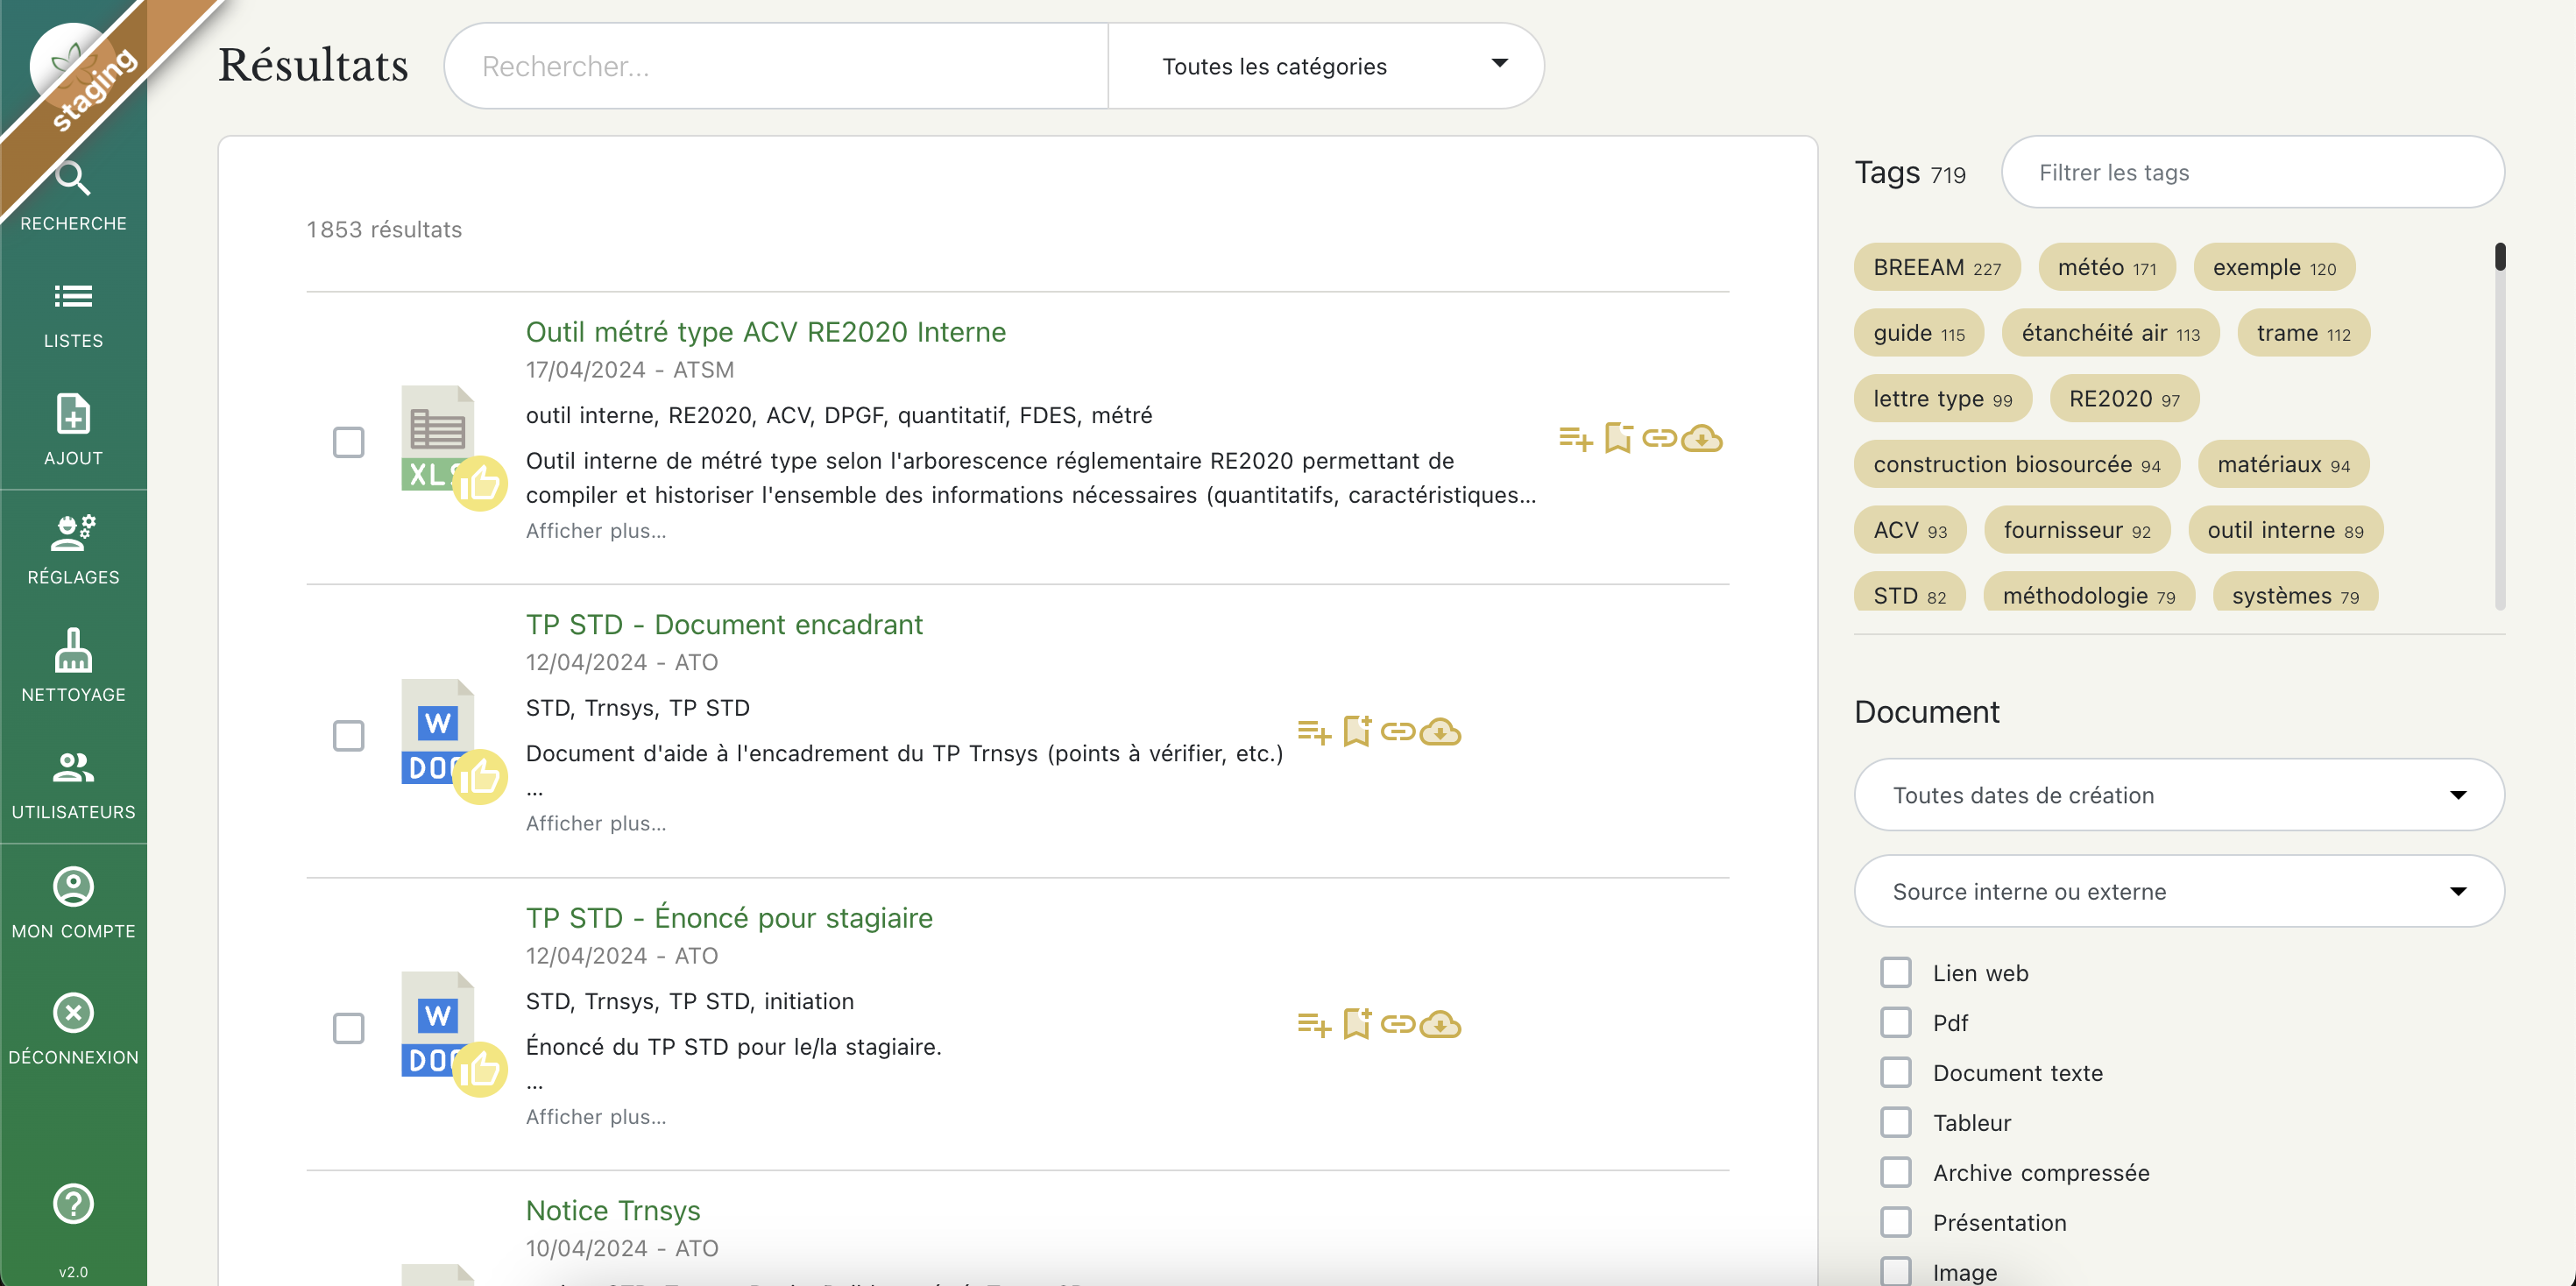 staging
RECHERCHE
LISTES
AJOUT
RÉGLAGES
NETTOYAGE
UTILISATEURS
MON COMPTE
DÉCONNEXION
v2.0
Résultats
Rechercher...
Toutes les catégories
1853 résultats
Outil métré type ACV RE2020 Interne
17/04/2024 - ATSM
outil interne, RE2020, ACV, DPGF, quantitatif, FDES, métré
Outil interne de métré type selon l'arborescence réglementaire RE2020 permettant de
compiler et historiser l'ensemble des informations nécessaires (quantitatifs, caractéristiques...
Afficher plus...
TP STD - Document encadrant
12/04/2024 - ATO
STD, Trnsys, TP STD
Document d'aide à l'encadrement du TP Trnsys (points à vérifier, etc.)
...
Afficher plus...
W
TP STD - Énoncé pour stagiaire
12/04/2024 - ATO
STD, Trnsys, TP STD, initiation
Énoncé du TP STD pour le/la stagiaire.
...
Afficher plus...
W
Notice Trnsys
10/04/2024 - ATO
Tags 719
Filtrer les tags
BREEAM 227 météo 171 exemple 120
guide 115 étanchéité air 113 trame 112
lettre type 99 RE2020 97
construction biosourcée 94 matériaux 94
ACV 93 fournisseur 92 outil interne 89
STD 82 méthodologie 79 systèmes 79
Document
Toutes dates de création
Source interne ou externe
Lien web
Pdf
Document texte
Tableur
Archive compressée
Présentation
Image